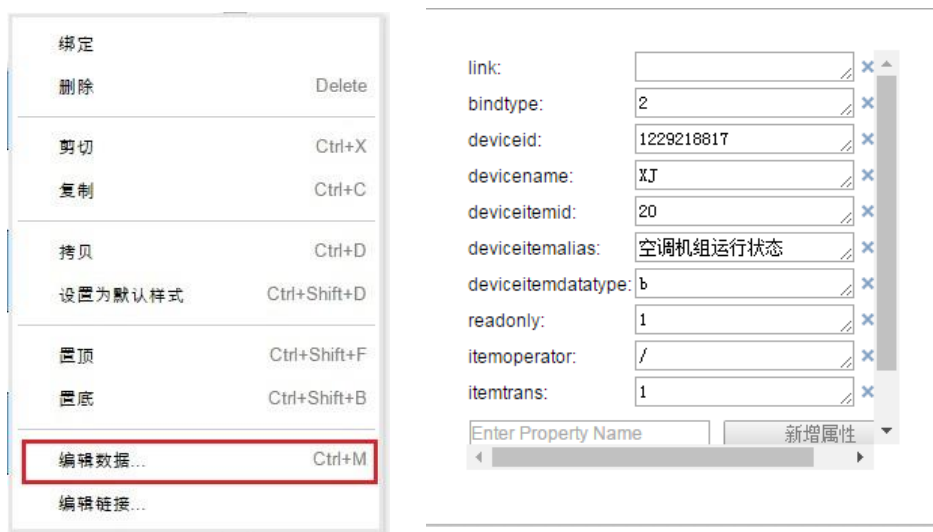 绑定
删除 Delete
剪切 Ctrl+X
复制 Ctrl+C
拷贝 Ctrl+D
设置为默认样式 Ctrl+Shift+D
置顶 Ctrl+Shift+F
置底 Ctrl+Shift+B
编辑数据... Ctrl+M
编辑链接...
link:
bindtype: 2
deviceid: 1229218817
devicename: XJ
deviceitemid: 20
deviceitemalias: 空调机组运行状态
deviceitemdatatype: b
readonly: 1
itemoperator: /
itemtrans: 1
Enter Property Name 新增属性